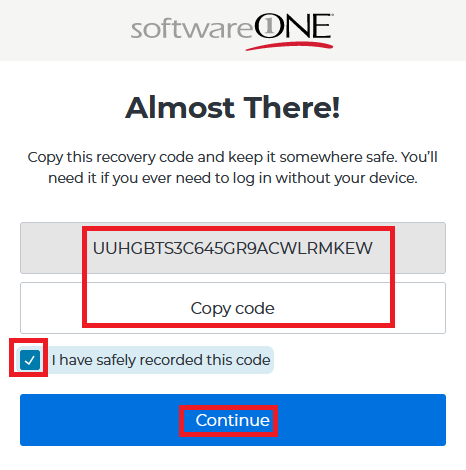 softwareONE
Almost There!
Copy this recovery code and keep it somewhere safe. You'll
need it if you ever need to log in without your device.
UUHGBTS3C645GR9ACWLRMKEW
Copy code
I have safely recorded this code
Continue